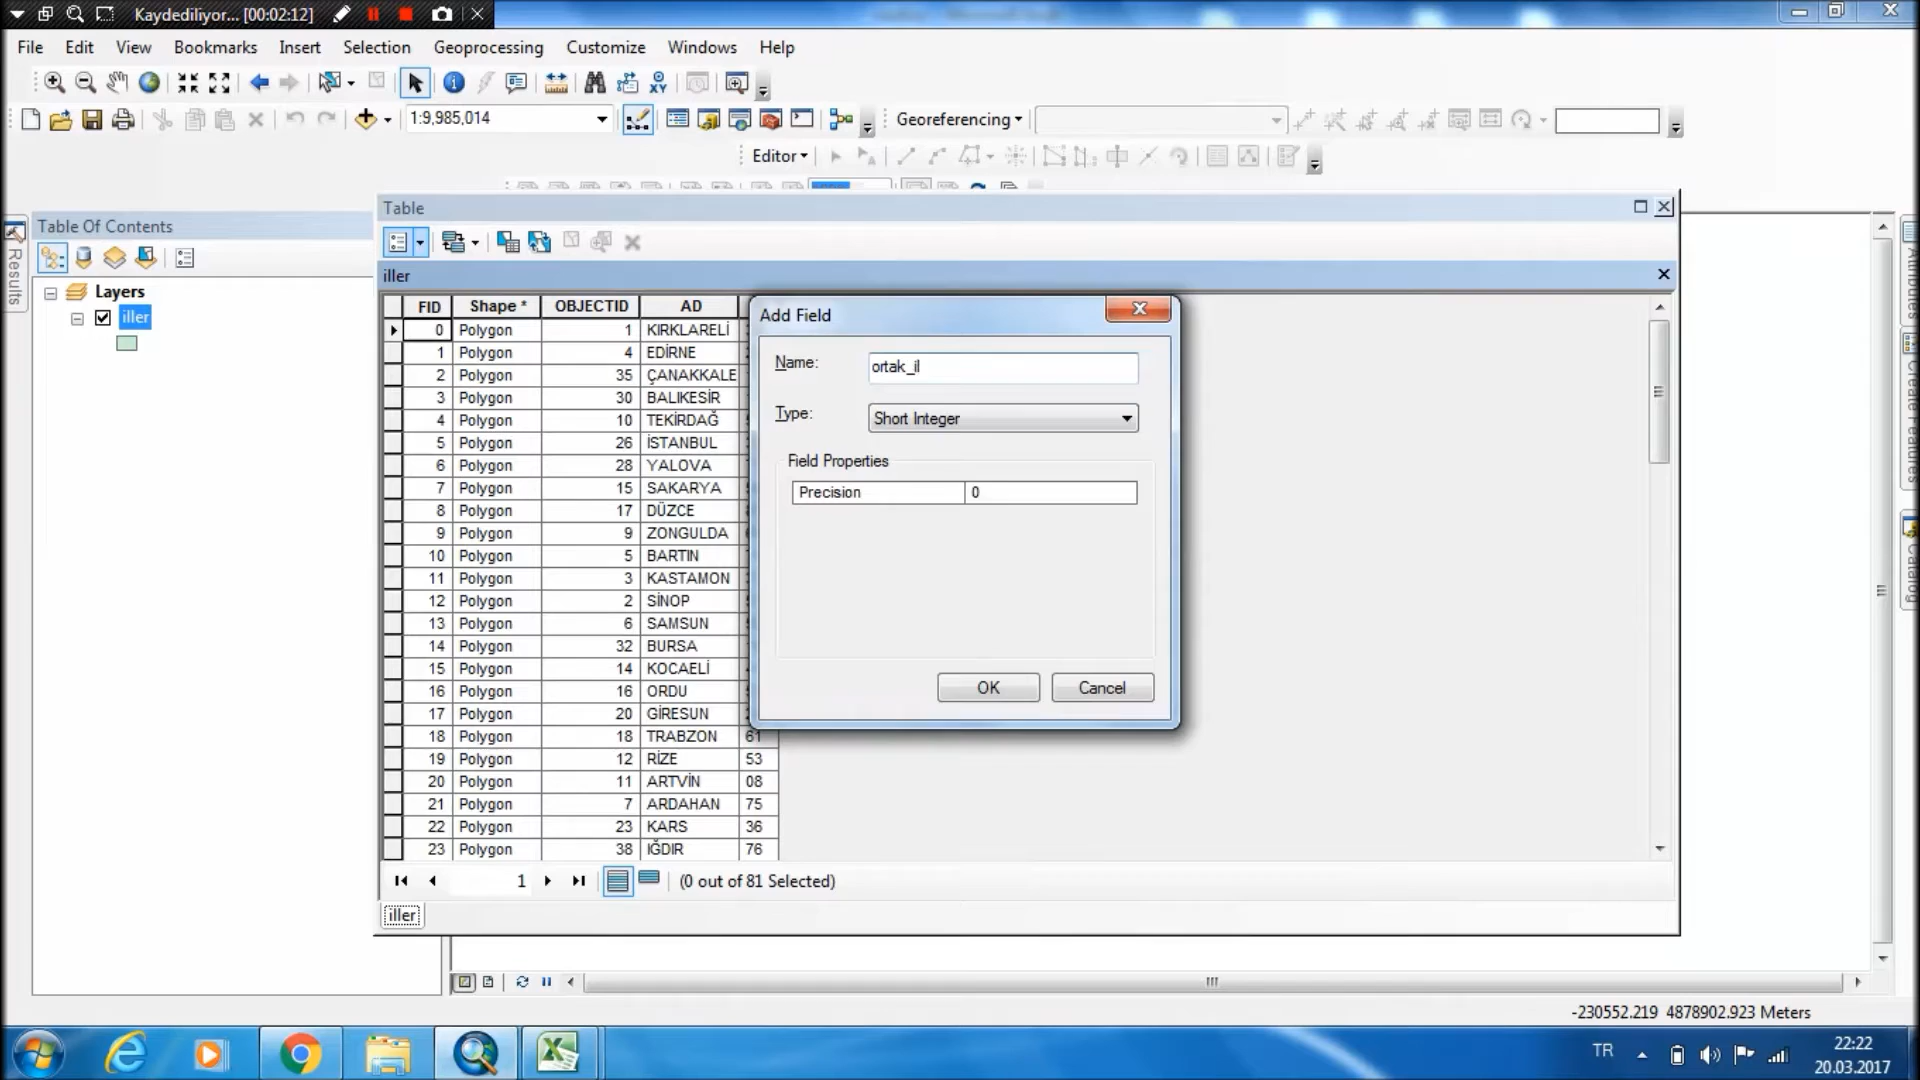 Kaydediliyor... [00:02:12]
File Edit View Bookmarks Insert Selection Geoprocessing Customize Windows Help
1:9,985,014
Georeferencing
Editor
Table
Table Of Contents
Results
Layers
iller
iller
FID Shape * OBJECTID AD
0 Polygon 1 KIRKLARELİ
1 Polygon 4 EDİRNE
2 Polygon 35 ÇANAKKALE
3 Polygon 30 BALIKESİR
4 Polygon 10 TEKİRDAĞ
5 Polygon 26 İSTANBUL
6 Polygon 28 YALOVA
7 Polygon 15 SAKARYA
8 Polygon 17 DÜZCE
9 Polygon 9 ZONGULDA
10 Polygon 5 BARTIN
11 Polygon 3 KASTAMON
12 Polygon 2 SİNOP
13 Polygon 6 SAMSUN
14 Polygon 32 BURSA
15 Polygon 14 KOCAELİ
16 Polygon 16 ORDU
17 Polygon 20 GİRESUN
18 Polygon 18 TRABZON 61
19 Polygon 12 RİZE 53
20 Polygon 11 ARTVİN 08
21 Polygon 7 ARDAHAN 75
22 Polygon 23 KARS 36
23 Polygon 38 IĞDIR 76
Add Field
Name: ortak_il
Type: Short Integer
Field Properties
Precision 0
OK Cancel
1 (0 out of 81 Selected)
iller
Create Features
Catalog
-230552.219 4878902.923 Meters
TR
22:22
20.03.2017